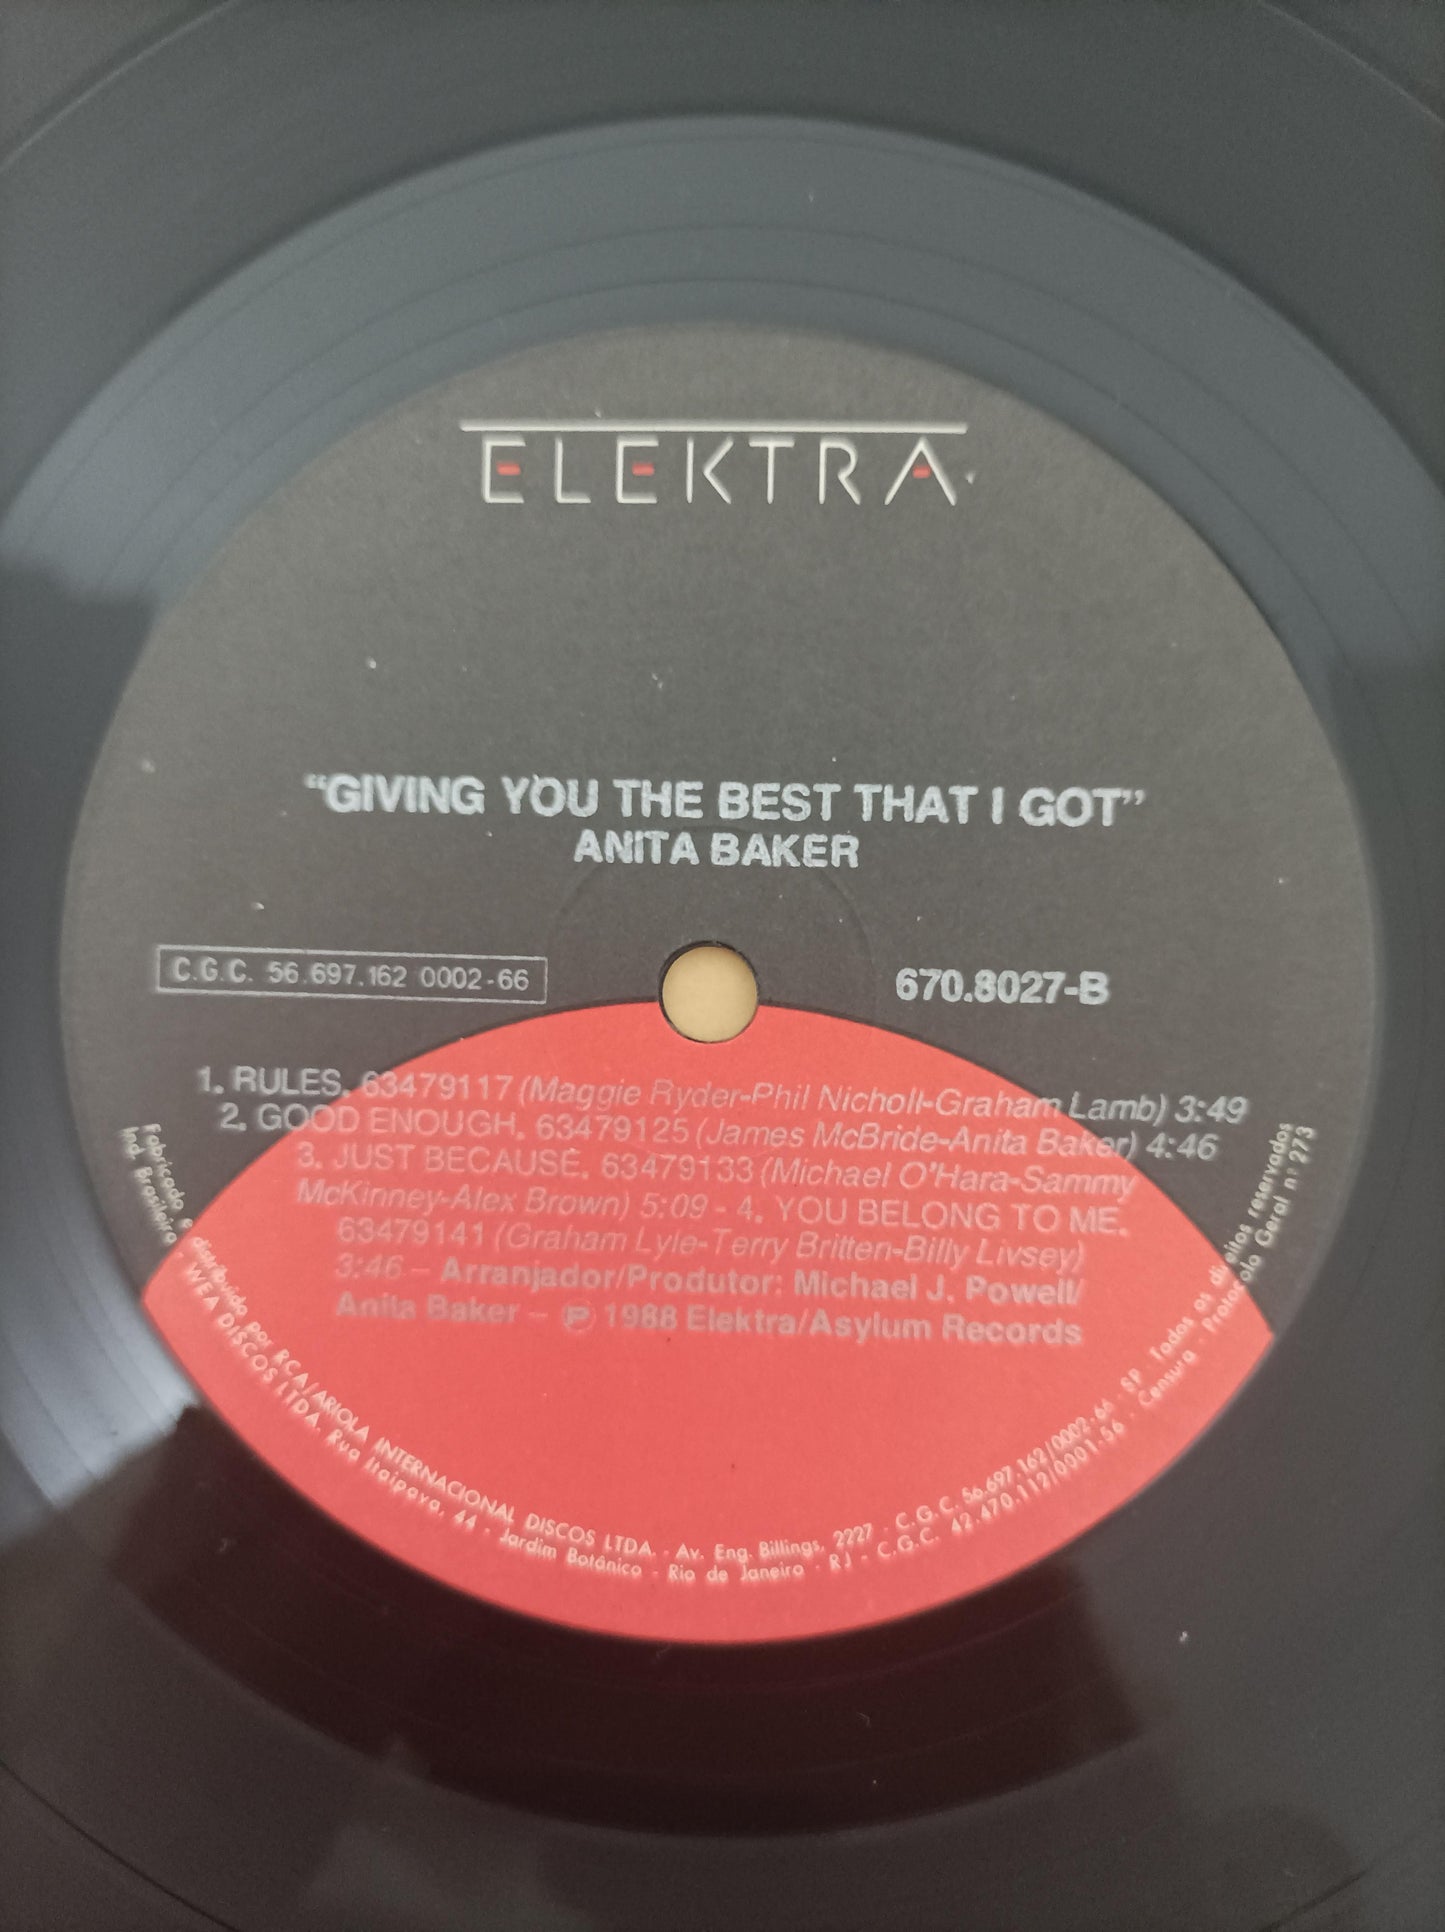 ELEKTRA
"GIVING YOU THE BEST THAT I GOT"
ANITA BAKER
C.G.C. 56.697.162 0002-66
670.8027-B
1. RULES. 63479117 (Maggie Ryder-Phil Nicholl-Graham Lamb) 3:49
2. GOOD ENOUGH. 63479125 (James McBride-Anita Baker) 4:46
3. JUST BECAUSE. 63479133 (Michael O'Hara-Sammy
McKinney-Alex Brown) 5:09 - 4. YOU BELONG TO ME.
63479141 (Graham Lyle-Terry Britten-Billy Livsey)
3:46 - Arranjador/Produtor: Michael J. Powell/
Anita Baker - ℗ 1988 Elektra/Asylum Records
Fabricado e distribuído por RCA/ARIOLA INTERNACIONAL DISCOS LTDA. - Av. Eng. Billings, 2227 - C.G.C. 56.697.162/0002-66 - SP - Todos os direitos reservados
Ind. Brasileira - WEA DISCOS LTDA. Rua Itaipava, 44 - Jardim Botânico - Rio de Janeiro - RJ - C.G.C. 42.470.112/0001-56 - Censura - Protocolo Geral nº 273